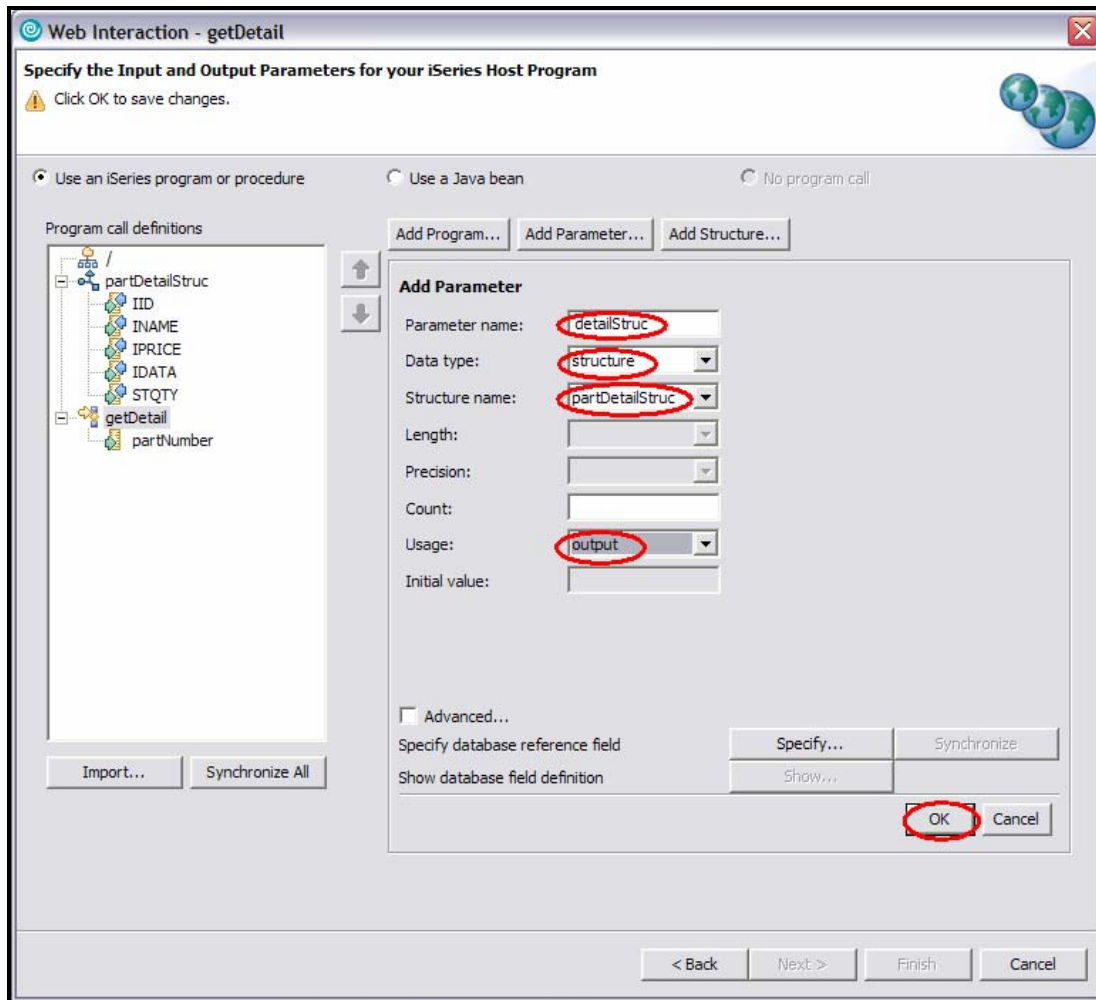 Web Interaction - getDetail
Specify the Input and Output Parameters for your iSeries Host Program
Click OK to save changes.
Use an iSeries program or procedure
Use a Java bean
No program call
Program call definitions
/
partDetailStruc
IID
INAME
IPRICE
IDATA
STQTY
getDetail
partNumber
Import...
Synchronize All
Add Program...
Add Parameter...
Add Structure...
Add Parameter
Parameter name: detailStruc
Data type: structure
Structure name: partDetailStruc
Length:
Precision:
Count:
Usage: output
Initial value:
Advanced...
Specify database reference field Specify... Synchronize
Show database field definition Show...
OK Cancel
< Back Next > Finish Cancel